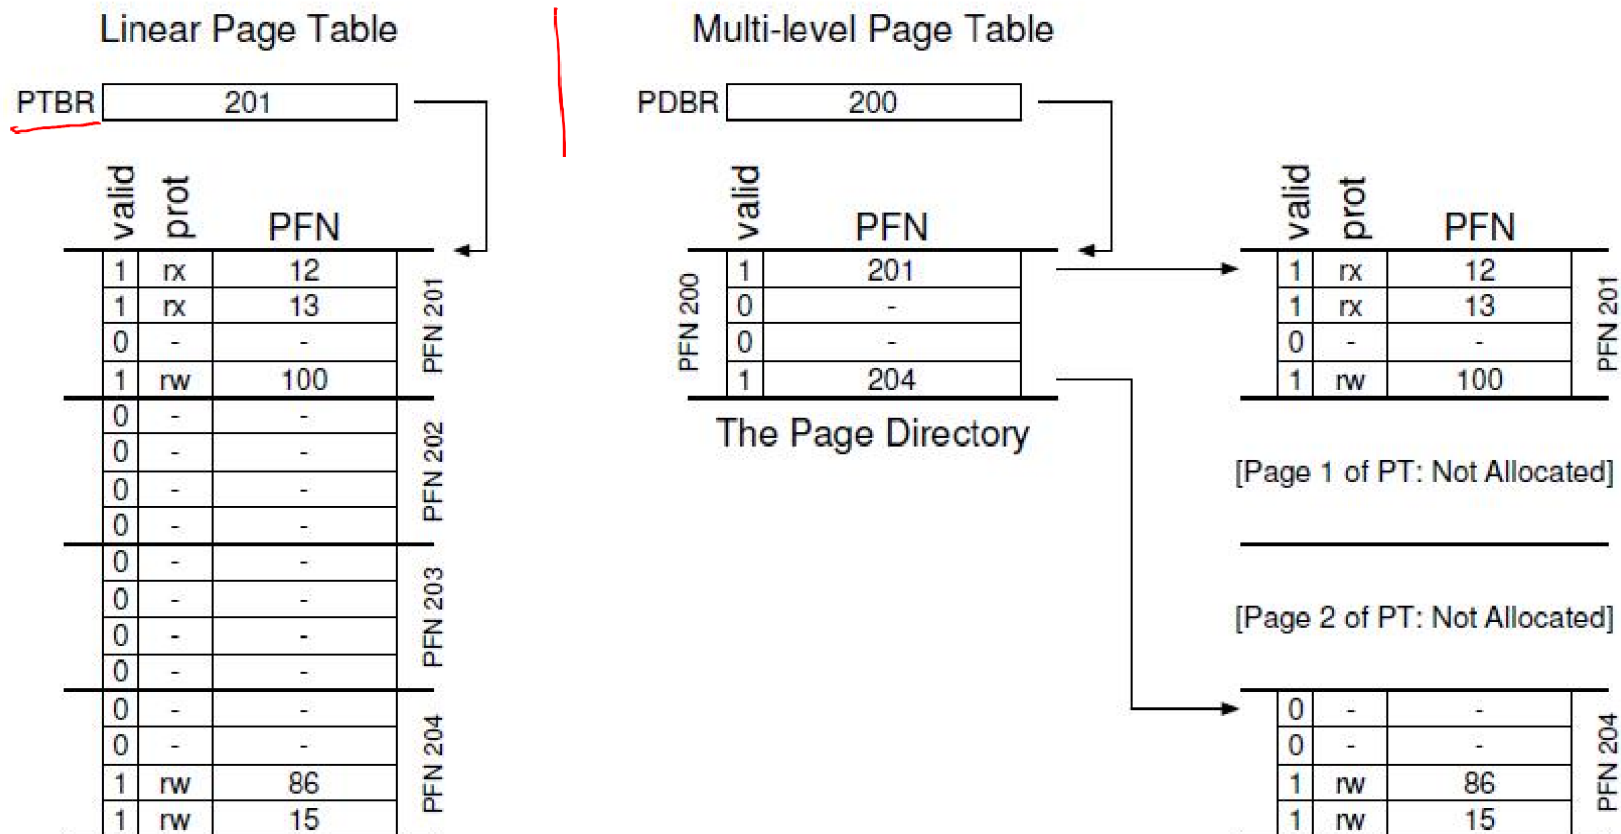 Linear Page Table
PTBR 201
valid prot PFN
1 rx 12
1 rx 13
0 - -
1 rw 100
PFN 201
0 - -
0 - -
0 - -
0 - -
PFN 202
0 - -
0 - -
0 - -
0 - -
PFN 203
0 - -
0 - -
1 rw 86
1 rw 15
PFN 204
Multi-level Page Table
PDBR 200
valid PFN
PFN 200
1 201
0 -
0 -
1 204
The Page Directory
valid prot PFN
1 rx 12
1 rx 13
0 - -
1 rw 100
PFN 201
[Page 1 of PT: Not Allocated]
[Page 2 of PT: Not Allocated]
0 - -
0 - -
1 rw 86
1 rw 15
PFN 204